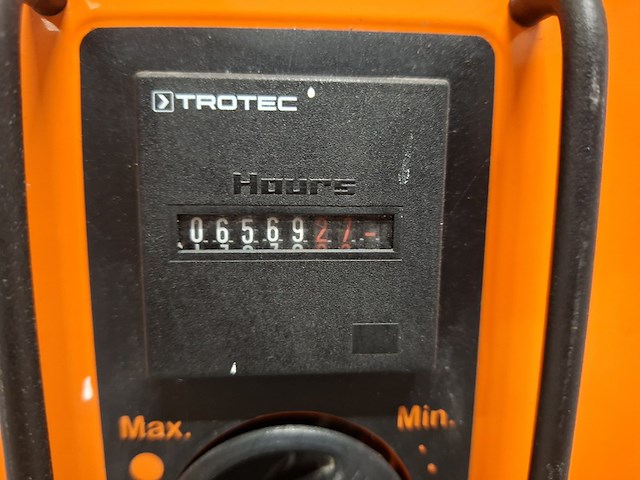 TROTEC
Hours
0656927
Max.
Min.